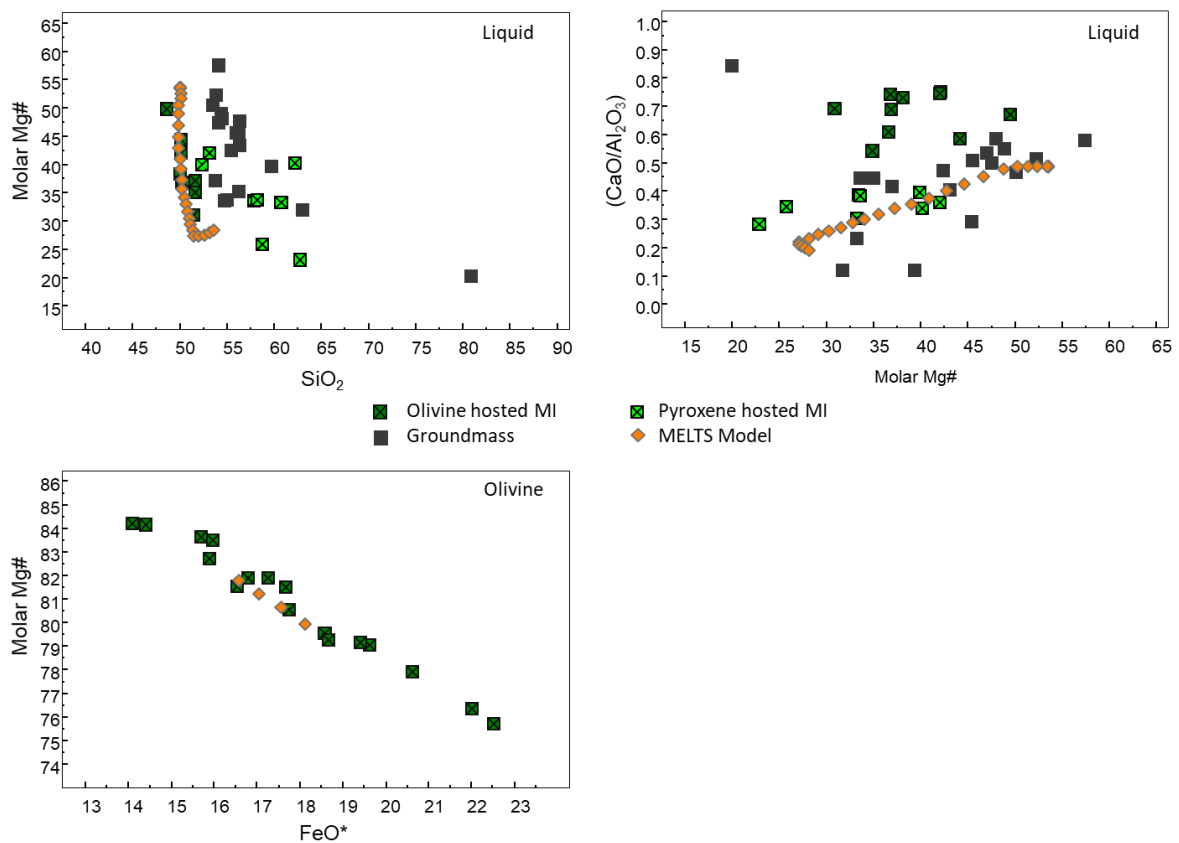 Liquid
Molar Mg#
65
60
55
50
45
40
35
30
25
20
15
40 45 50 55 60 65 70 75 80 85 90
SiO₂
Liquid
(CaO/Al₂O₃)
1.0
0.9
0.8
0.7
0.6
0.5
0.4
0.3
0.2
0.1
0.0
15 20 25 30 35 40 45 50 55 60 65
Molar Mg#
Olivine hosted MI
Pyroxene hosted MI
Groundmass
MELTS Model
Olivine
Molar Mg#
86
85
84
83
82
81
80
79
78
77
76
75
74
13 14 15 16 17 18 19 20 21 22 23
FeO*